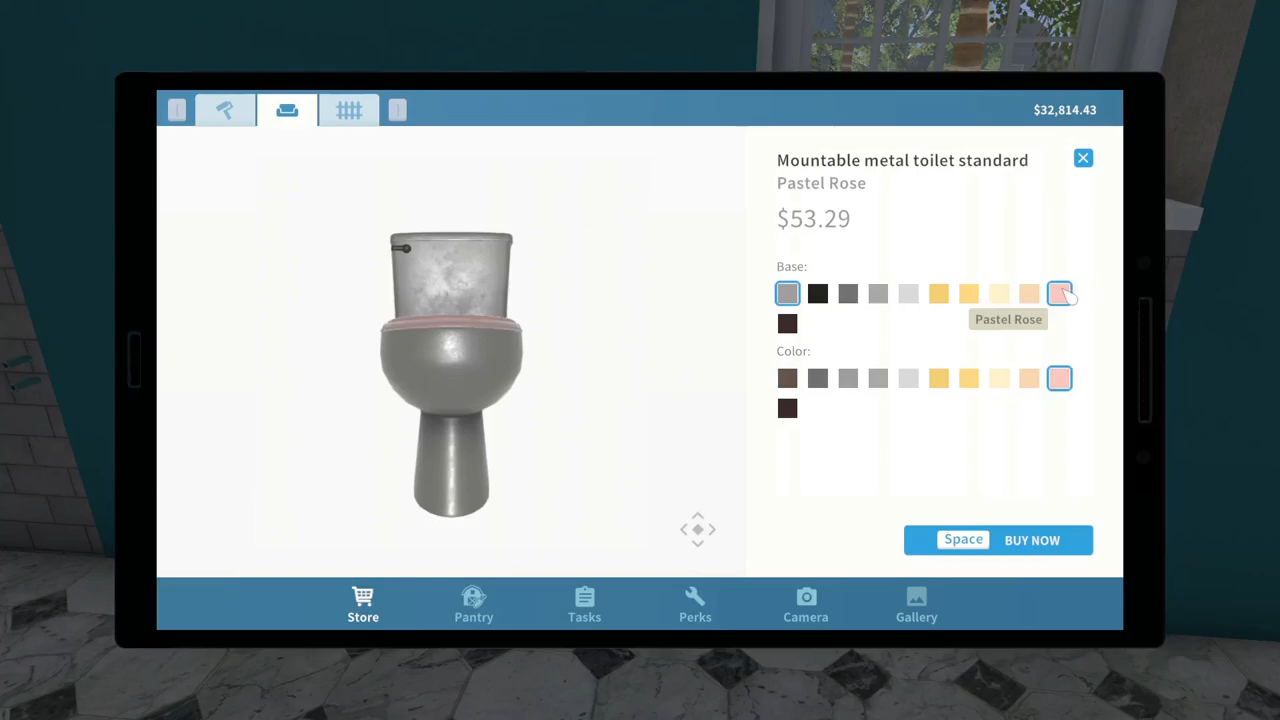 $32,814.43
Mountable metal toilet standard
Pastel Rose
$53.29
Base:
Pastel Rose
Color:
Space BUY NOW
Store Pantry Tasks Perks Camera Gallery